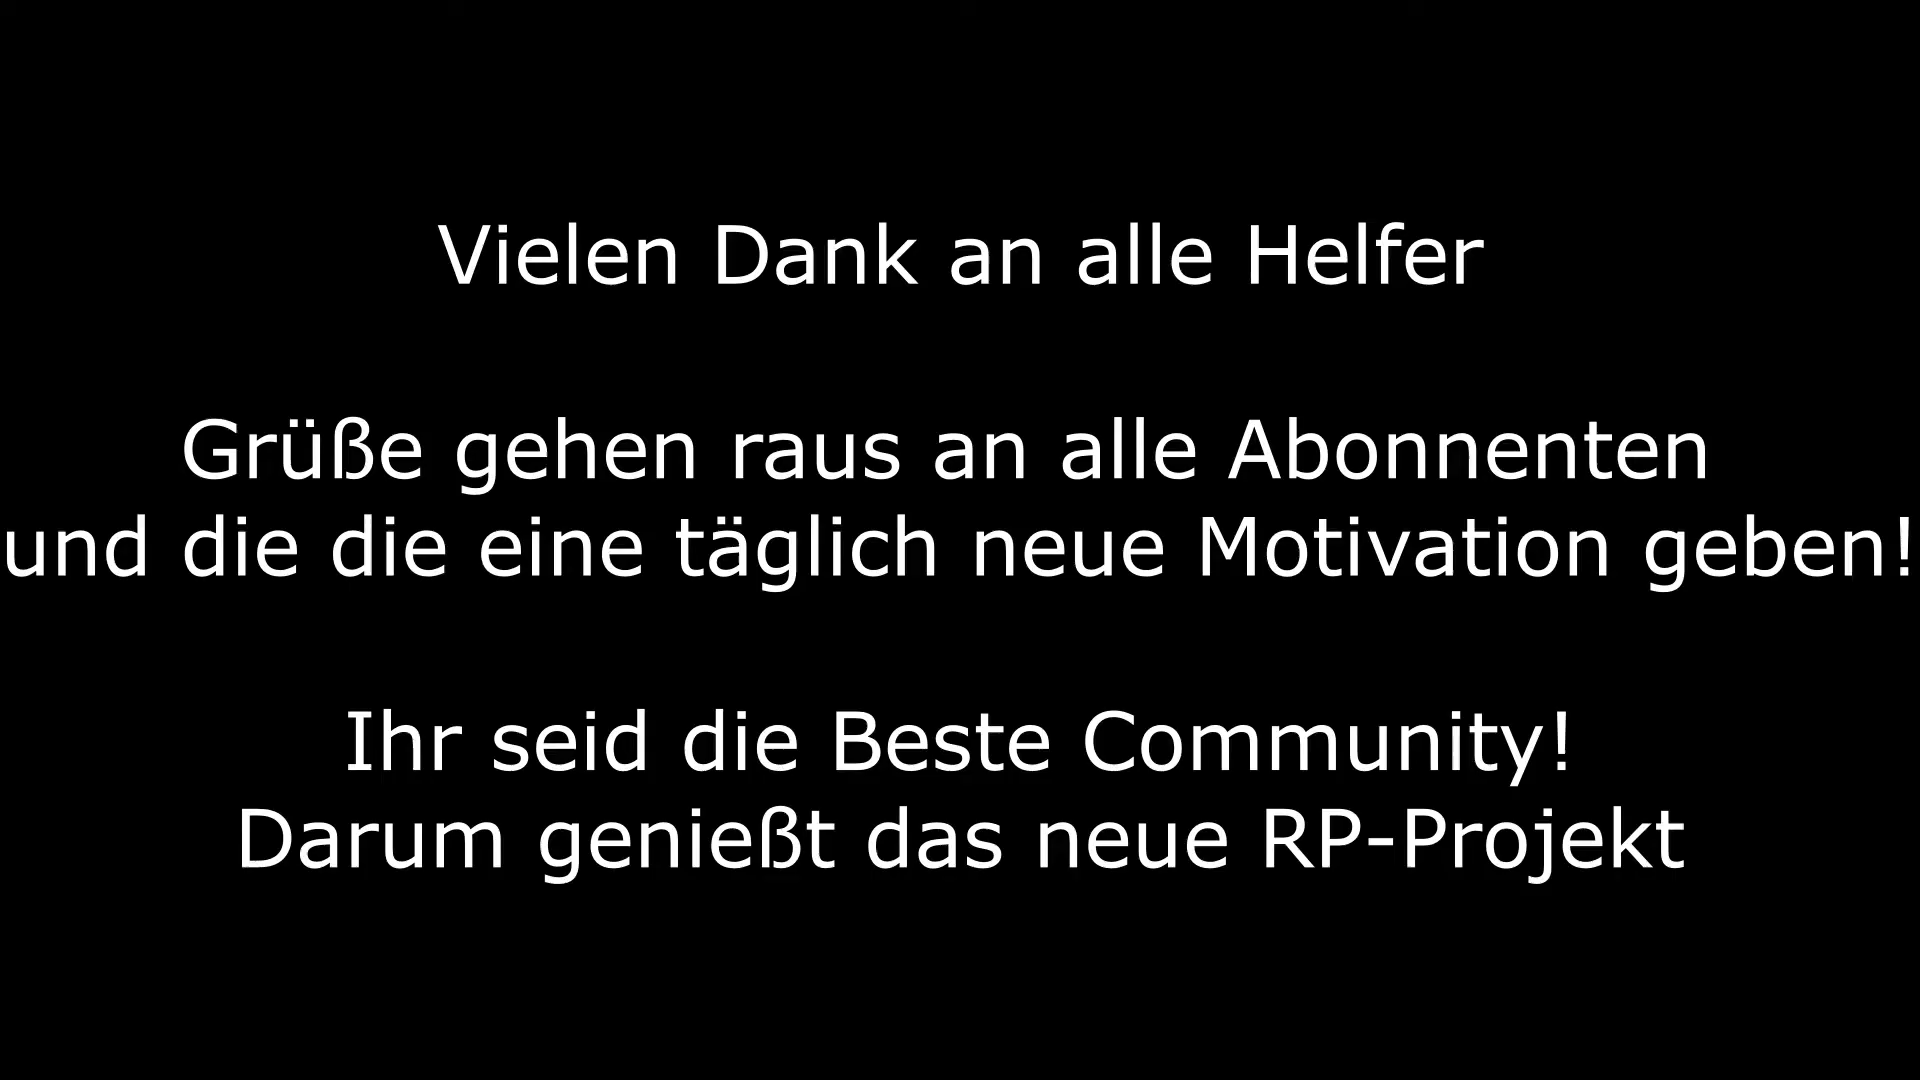 Vielen Dank an alle Helfer
Grüße gehen raus an alle Abonnenten
und die die eine täglich neue Motivation geben!
Ihr seid die Beste Community!
Darum genießt das neue RP-Projekt